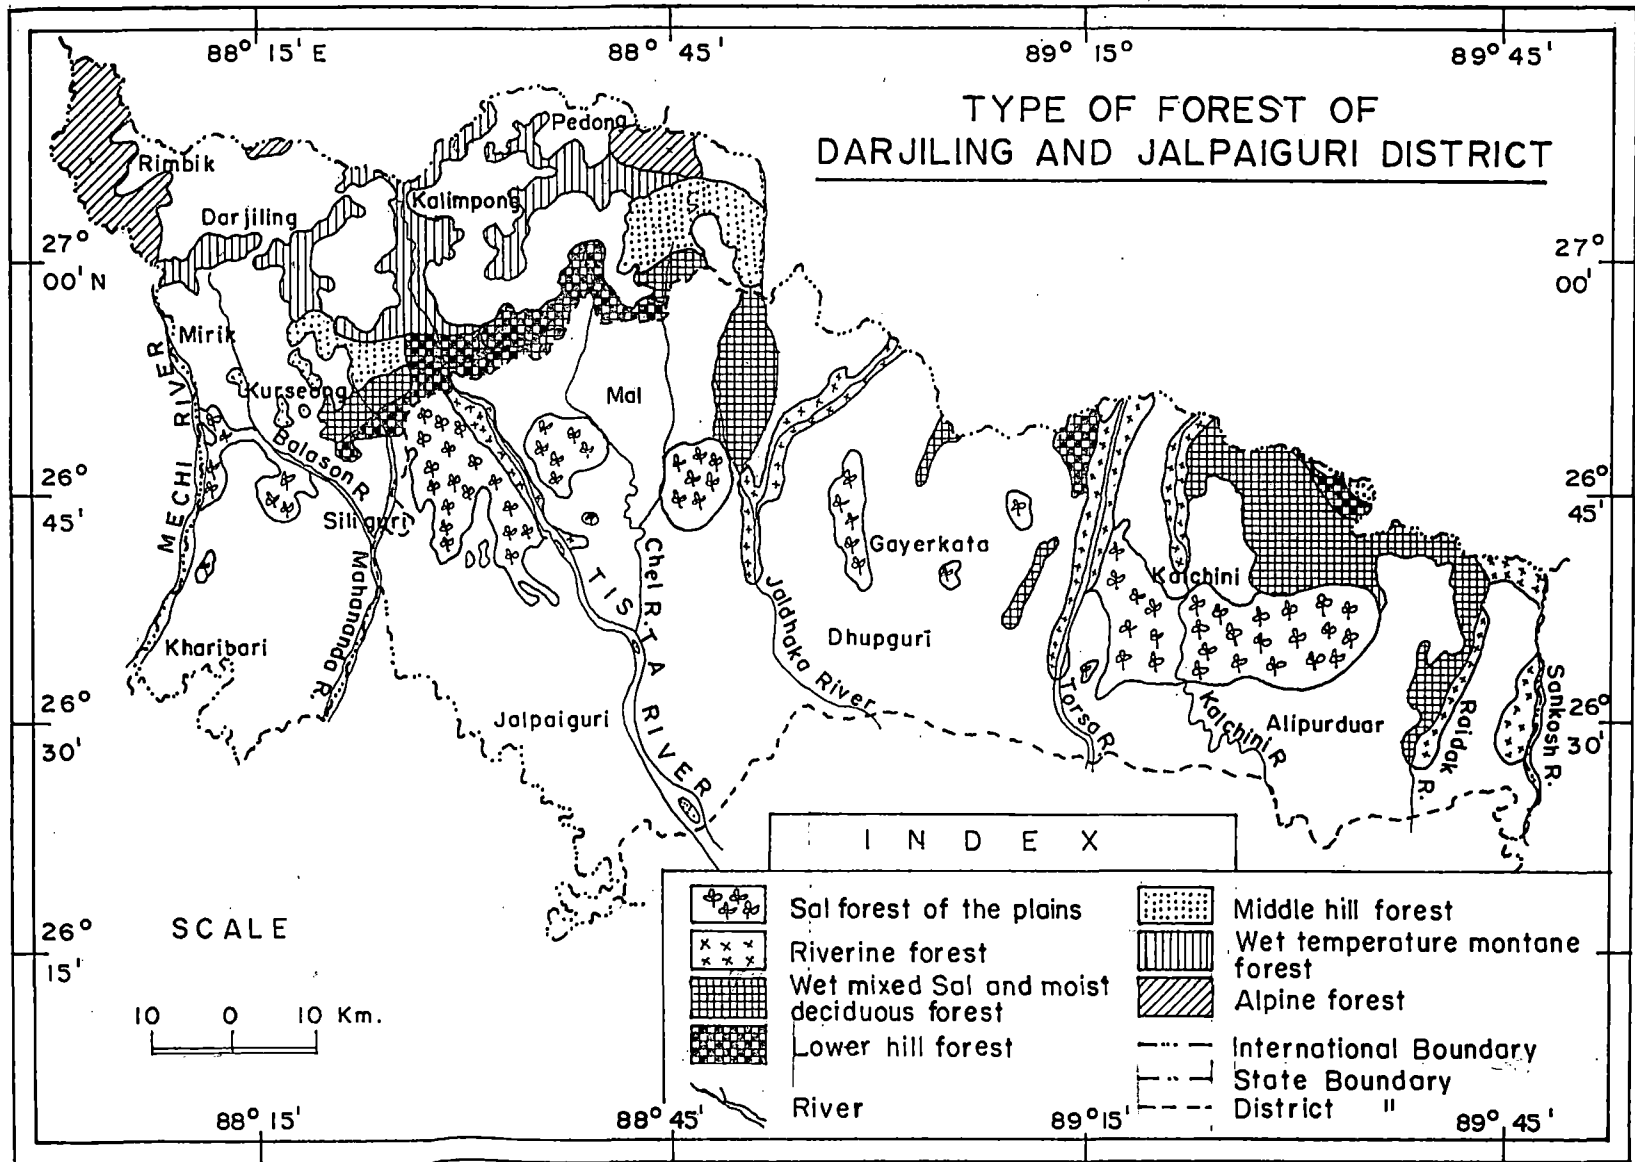 88° 15' E
88° 45'
89° 15°
89° 45'
TYPE OF FOREST OF
DARJILING AND JALPAIGURI DISTRICT
Pedong
Rimbik
Kalimpong
Darjiling
27°
00' N
27°
00'
Mirik
MECHI RIVER
Kurseong
Mal
Balason R.
26°
45'
26°
45'
Siliguri
Mahananda R.
Chel R.
TISTA RIVER
Gayerkata
Kalchini
Jaldhaka River
Dhupguri
Kharibari
26°
30'
26°
30'
Jalpaiguri
Torsa R.
Kalchini R
Alipurduar
Raidak
R.
Sankosh R.
INDEX
Sal forest of the plains
Riverine forest
Wet mixed Sal and moist
deciduous forest
Lower hill forest
River
Middle hill forest
Wet temperature montane
forest
Alpine forest
International Boundary
State Boundary
District "
26°
15'
SCALE
10 0 10 Km.
88° 15'
88° 45'
89° 15'
89° 45'